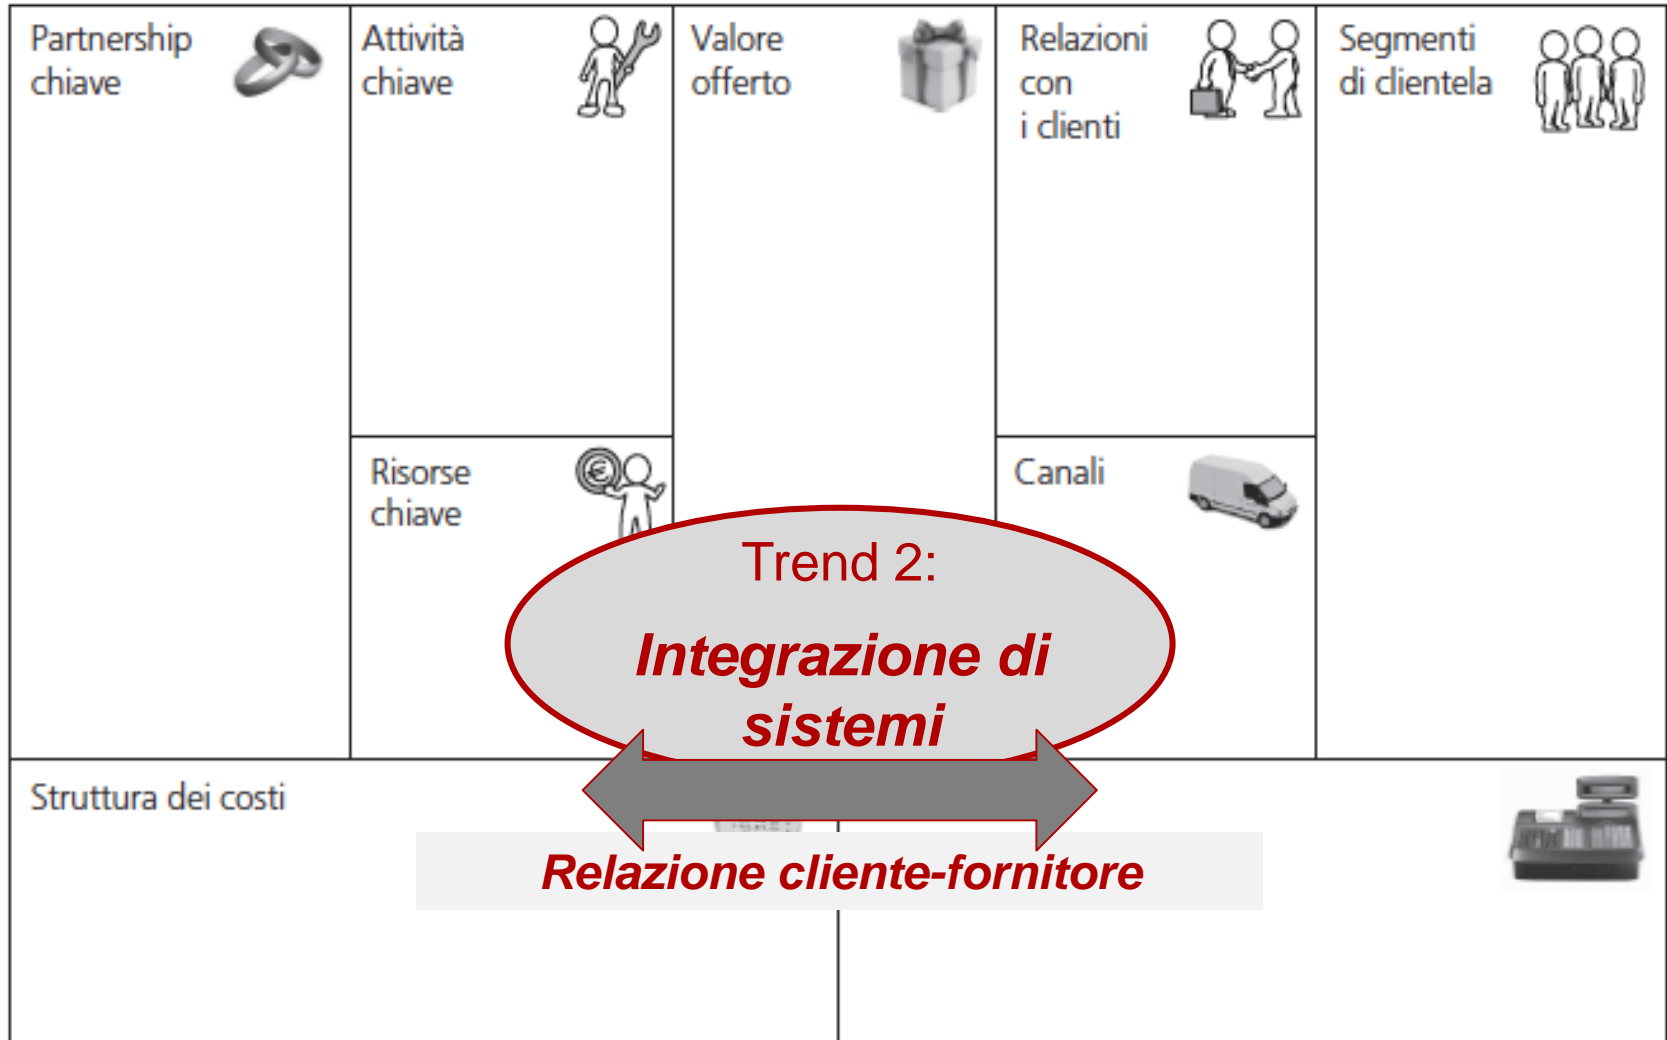 Partnership
chiave
Attività
chiave
Valore
offerto
Relazioni
con
i clienti
Segmenti
di clientela
Risorse
chiave
€
Canali
Trend 2:
Integrazione di
sistemi
Struttura dei costi
Relazione cliente-fornitore